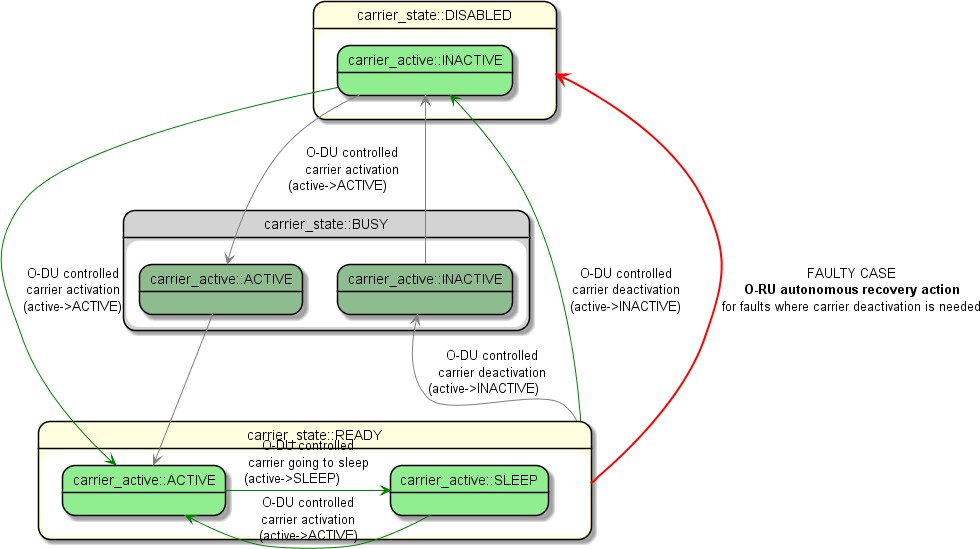 carrier_state::DISABLED
carrier_active::INACTIVE
O-DU controlled
carrier activation
(active->ACTIVE)
carrier_state::BUSY
carrier_active::ACTIVE
carrier_active::INACTIVE
O-DU controlled
carrier activation
(active->ACTIVE)
O-DU controlled
carrier deactivation
(active->INACTIVE)
FAULTY CASE
O-RU autonomous recovery action
for faults where carrier deactivation is needed
O-DU controlled
carrier deactivation
(active->INACTIVE)
carrier_state::READY
O-DU controlled
carrier going to sleep
(active->SLEEP)
carrier_active::ACTIVE
carrier_active::SLEEP
O-DU controlled
carrier activation
(active->ACTIVE)